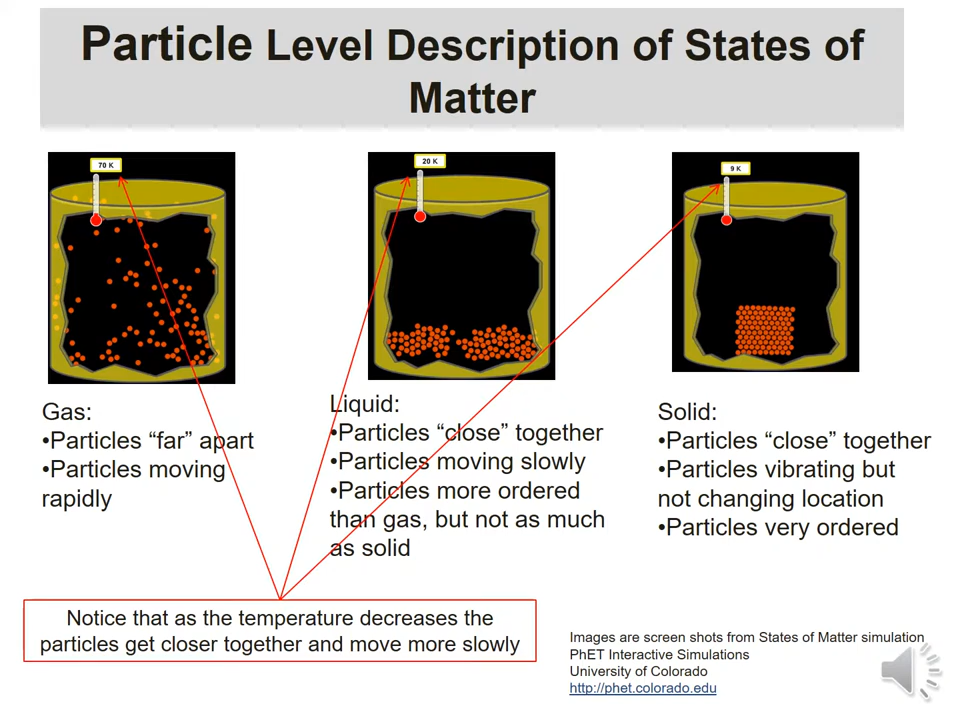 Particle Level Description of States of
Matter
70 K
20 K
9 K
Gas:
•Particles “far” apart
•Particles moving
rapidly
Liquid:
•Particles “close” together
•Particles moving slowly
•Particles more ordered
than gas, but not as much
as solid
Solid:
•Particles “close” together
•Particles vibrating but
not changing location
•Particles very ordered
Notice that as the temperature decreases the
particles get closer together and move more slowly
Images are screen shots from States of Matter simulation
PhET Interactive Simulations
University of Colorado
http://phet.colorado.edu